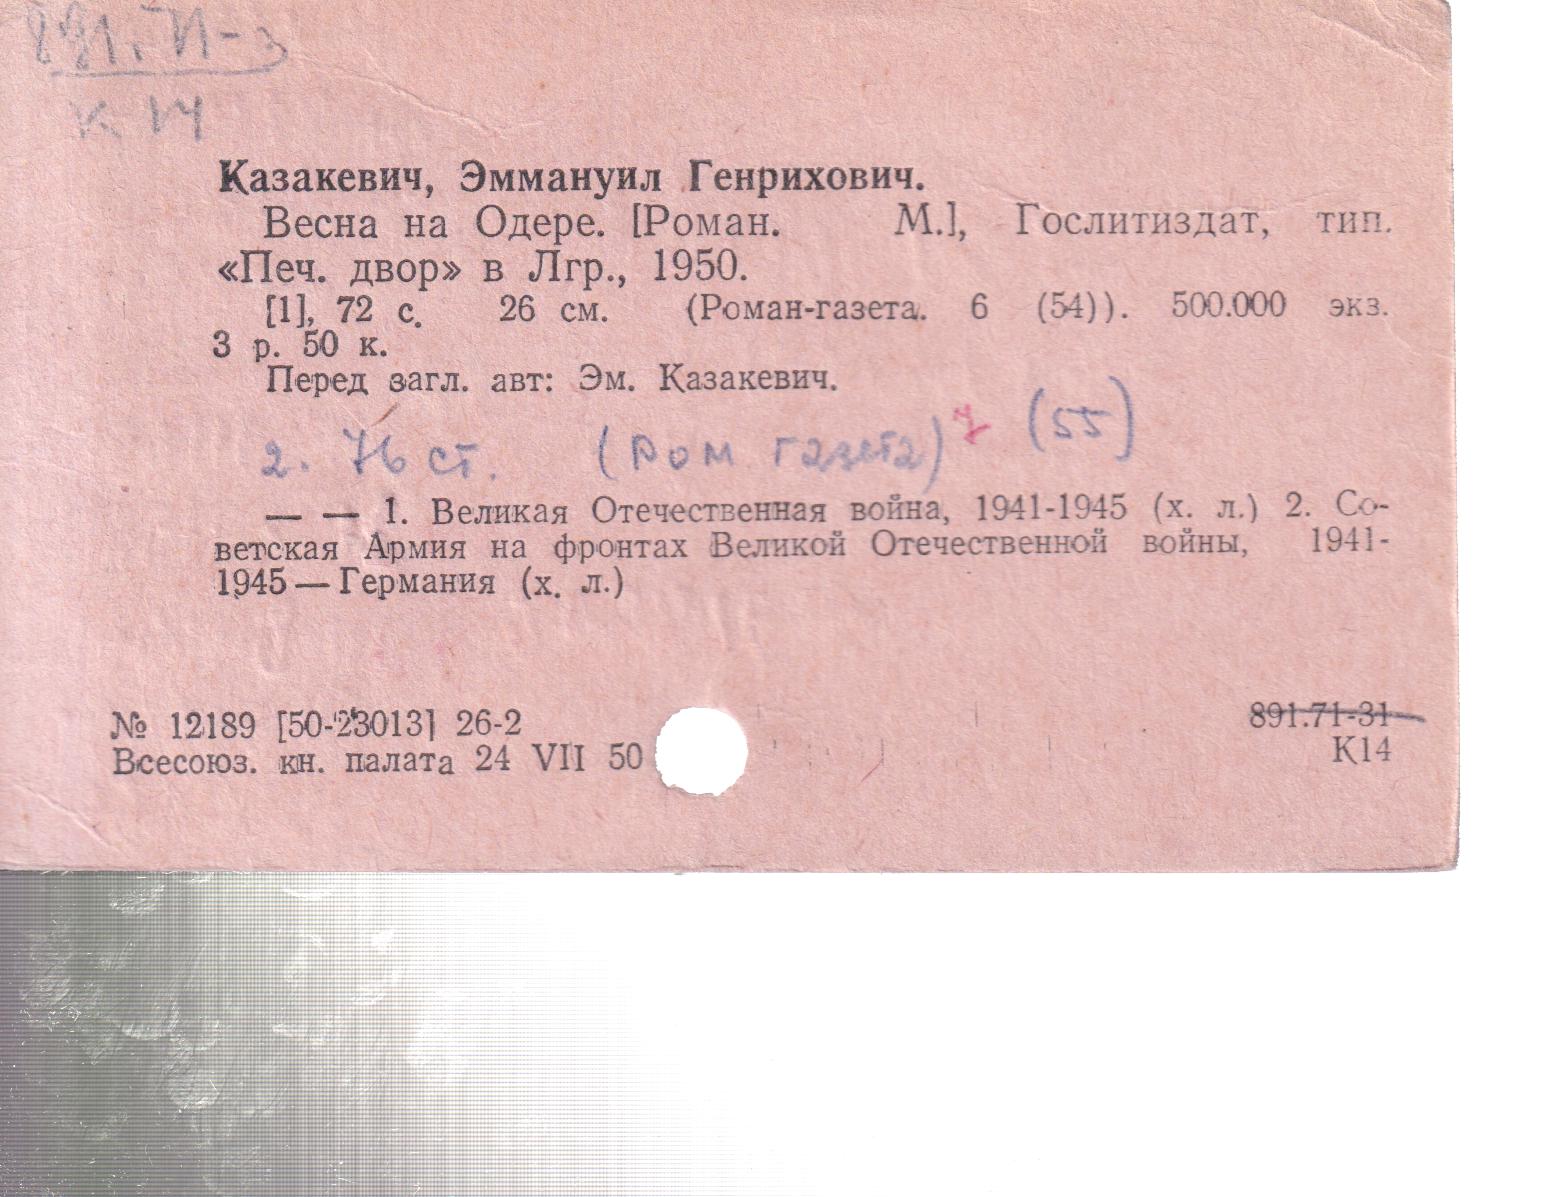 891.71-3
К 14
Казакевич, Эммануил Генрихович.
Весна на Одере. [Роман. М.], Гослитиздат, тип.
«Печ. двор» в Лгр., 1950.
[1], 72 с. 26 см. (Роман-газета. 6 (54)). 500.000 экз.
3 р. 50 к.
Перед загл. авт: Эм. Казакевич.
2. 76 ст. (Ром газета) 7 (55)
— — 1. Великая Отечественная война, 1941-1945 (х. л.) 2. Со-
ветская Армия на фронтах Великой Отечественной войны, 1941-
1945 — Германия (х. л.)
№ 12189 [50-23013] 26-2
Всесоюз. кн. палата 24 VII 50
891.71-31
К14